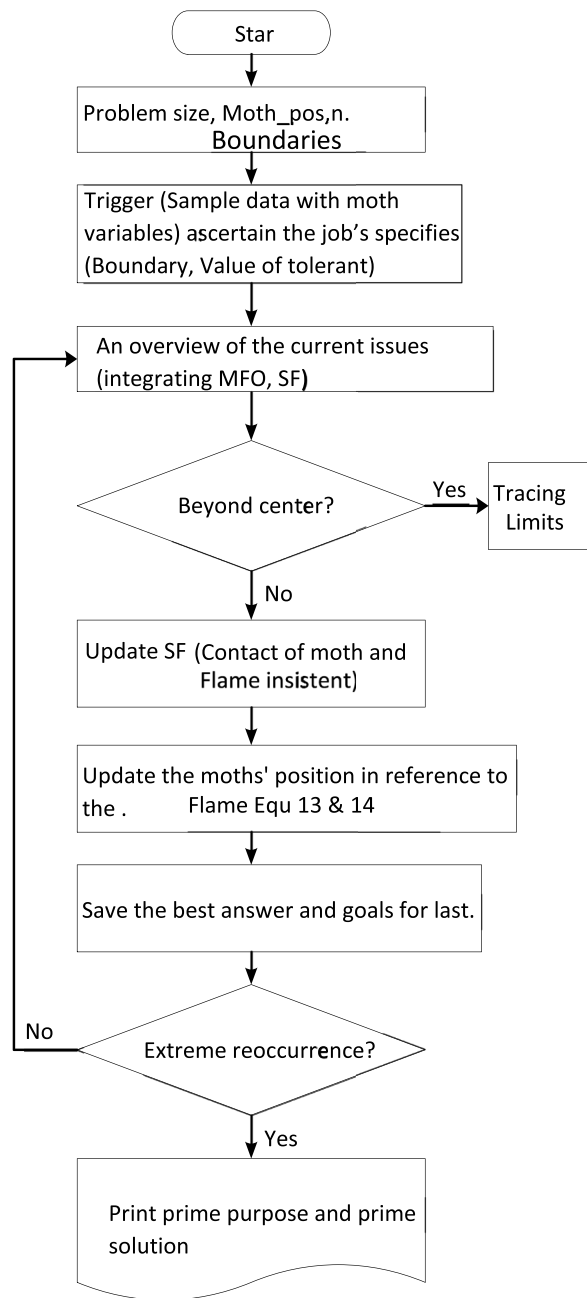 Star
Problem size, Moth_pos,n.
Boundaries
Trigger (Sample data with moth
variables) ascertain the job's specifies
(Boundary, Value of tolerant)
An overview of the current issues
(integrating MFO, SF)
Beyond center?
Yes
Tracing
Limits
No
Update SF (Contact of moth and
Flame insistent)
Update the moths' position in reference to
the . Flame Equ 13 & 14
Save the best answer and goals for last.
No
Extreme reoccurrence?
Yes
Print prime purpose and prime
solution